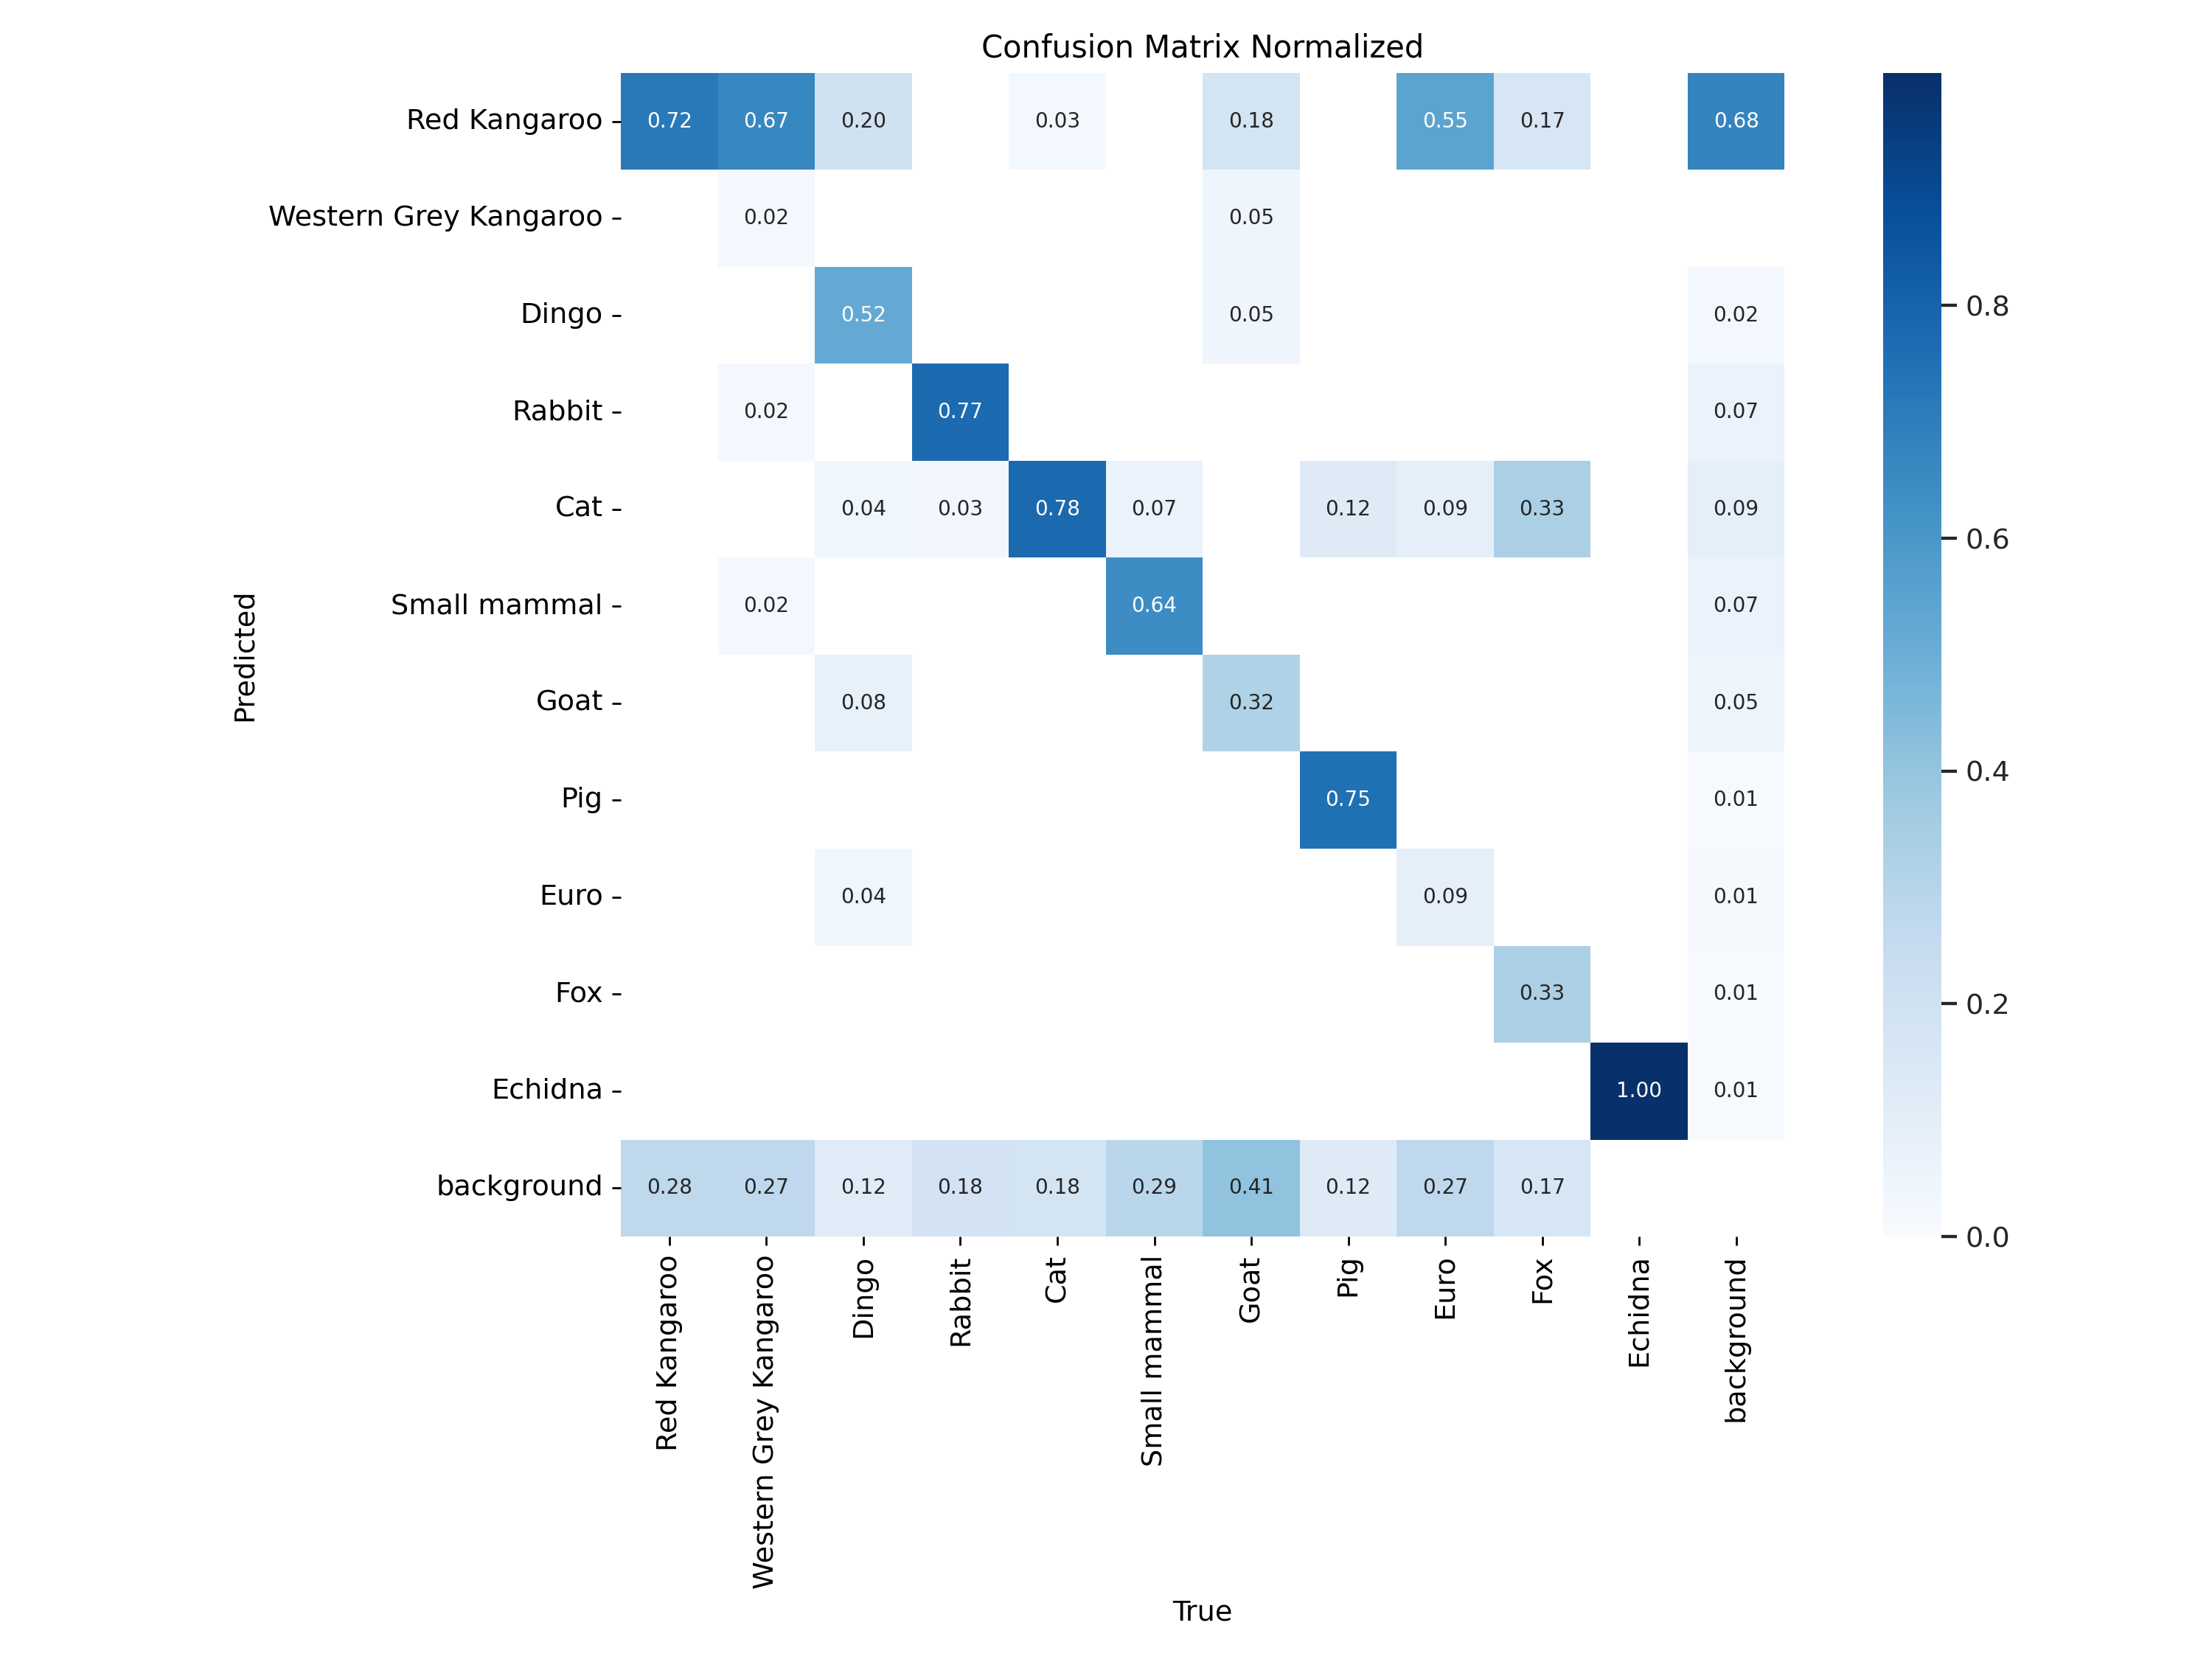 Confusion Matrix Normalized
Red Kangaroo 0.72 0.67 0.20 0.03 0.18 0.55 0.17 0.68
Western Grey Kangaroo 0.02 0.05
Dingo 0.52 0.05 0.02
Rabbit 0.02 0.77 0.07
Cat 0.04 0.03 0.78 0.07 0.12 0.09 0.33 0.09
Small mammal 0.02 0.64 0.07
Goat 0.08 0.32 0.05
Pig 0.75 0.01
Euro 0.04 0.09 0.01
Fox 0.33 0.01
Echidna 1.00 0.01
background 0.28 0.27 0.12 0.18 0.18 0.29 0.41 0.12 0.27 0.17
Predicted
Red Kangaroo
Western Grey Kangaroo
Dingo
Rabbit
Cat
Small mammal
Goat
Pig
Euro
Fox
Echidna
background
True
0.8
0.6
0.4
0.2
0.0